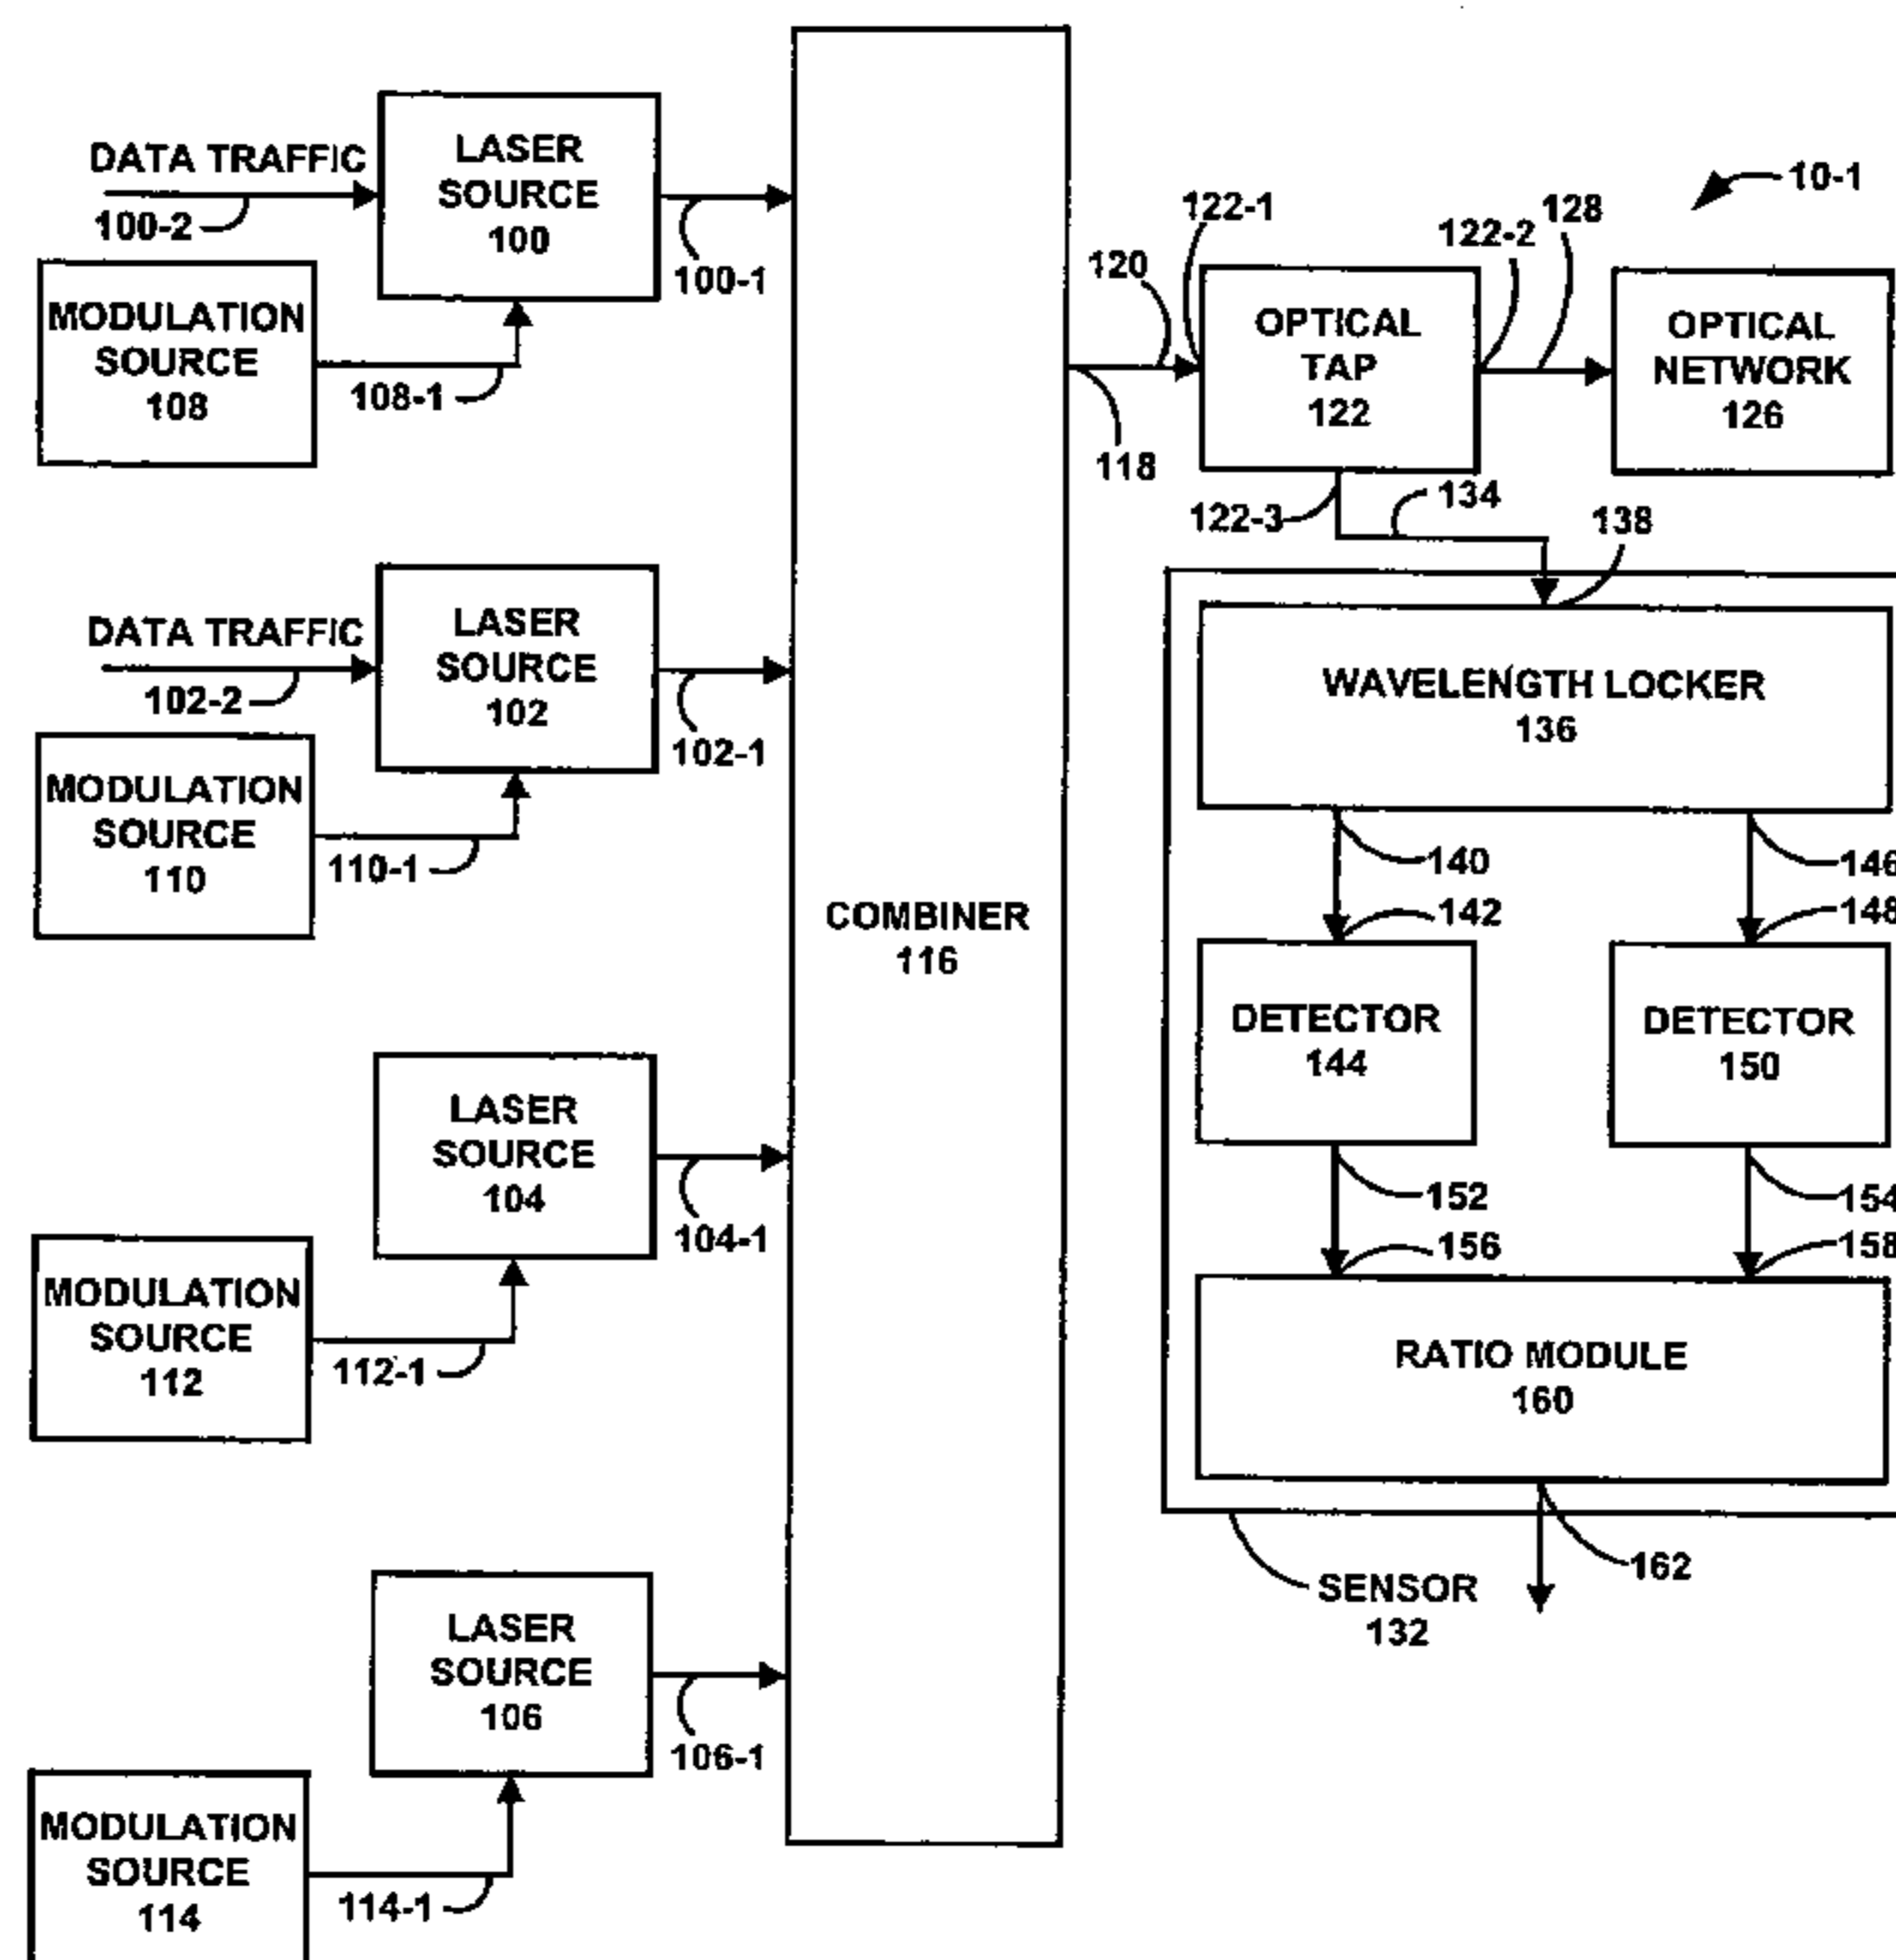 DATA TRAFFIC
100-2
LASER
SOURCE
100
100-1
MODULATION
SOURCE
108
108-1
DATA TRAFFIC
102-2
LASER
SOURCE
102
102-1
MODULATION
SOURCE
110
110-1
LASER
SOURCE
104
104-1
MODULATION
SOURCE
112
112-1
LASER
SOURCE
106
106-1
MODULATION
SOURCE
114
114-1
COMBINER
116
118
120
122-1
OPTICAL
TAP
122
122-2
128
10-1
OPTICAL
NETWORK
126
122-3
134
138
WAVELENGTH LOCKER
136
140
146
142
148
DETECTOR
144
DETECTOR
150
152
154
156
158
RATIO MODULE
160
162
SENSOR
132